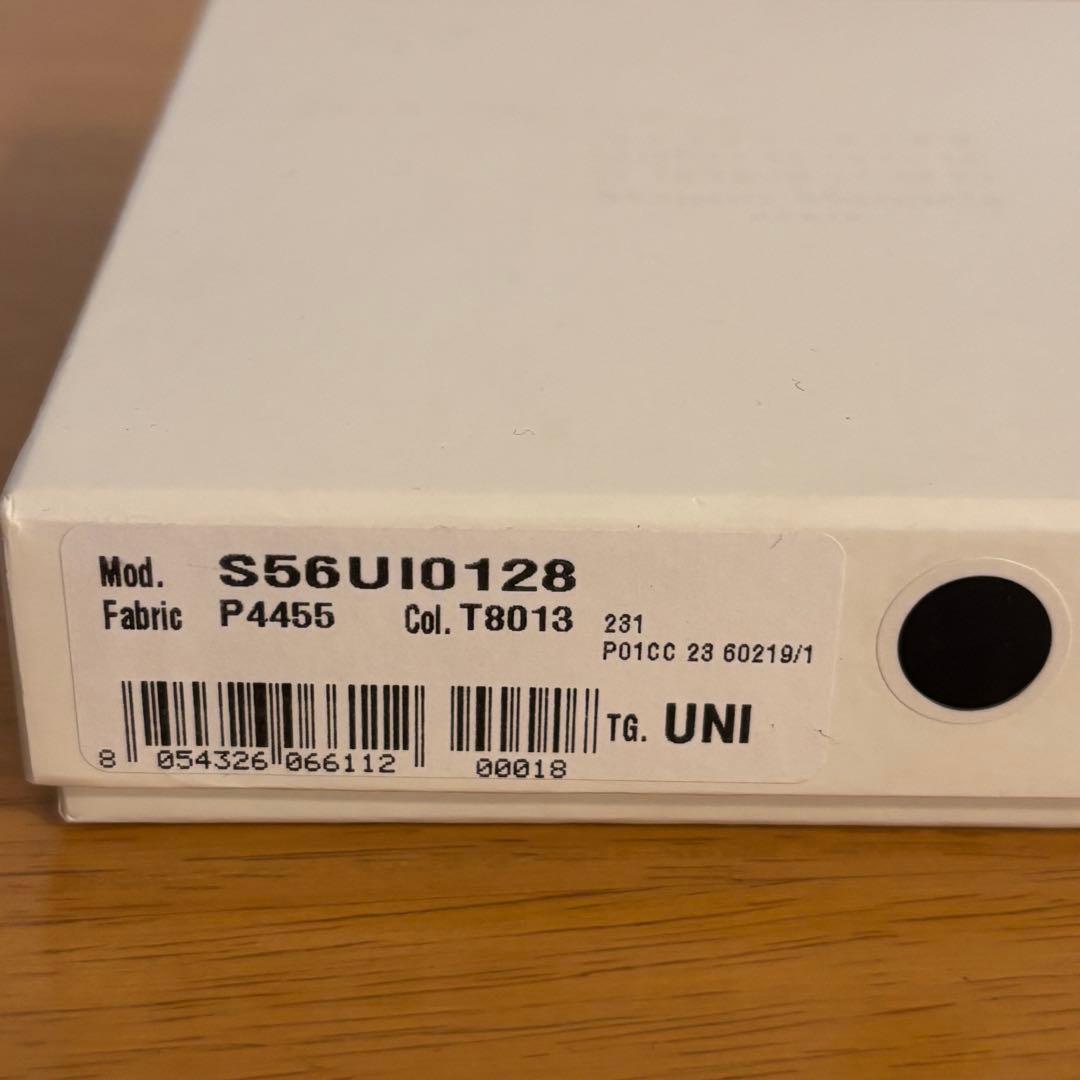 Mod. S56UI0128
Fabric P4455 Col. T8013 231
P01CC 23 60219/1
TG. UNI
8 054326 066112 00018